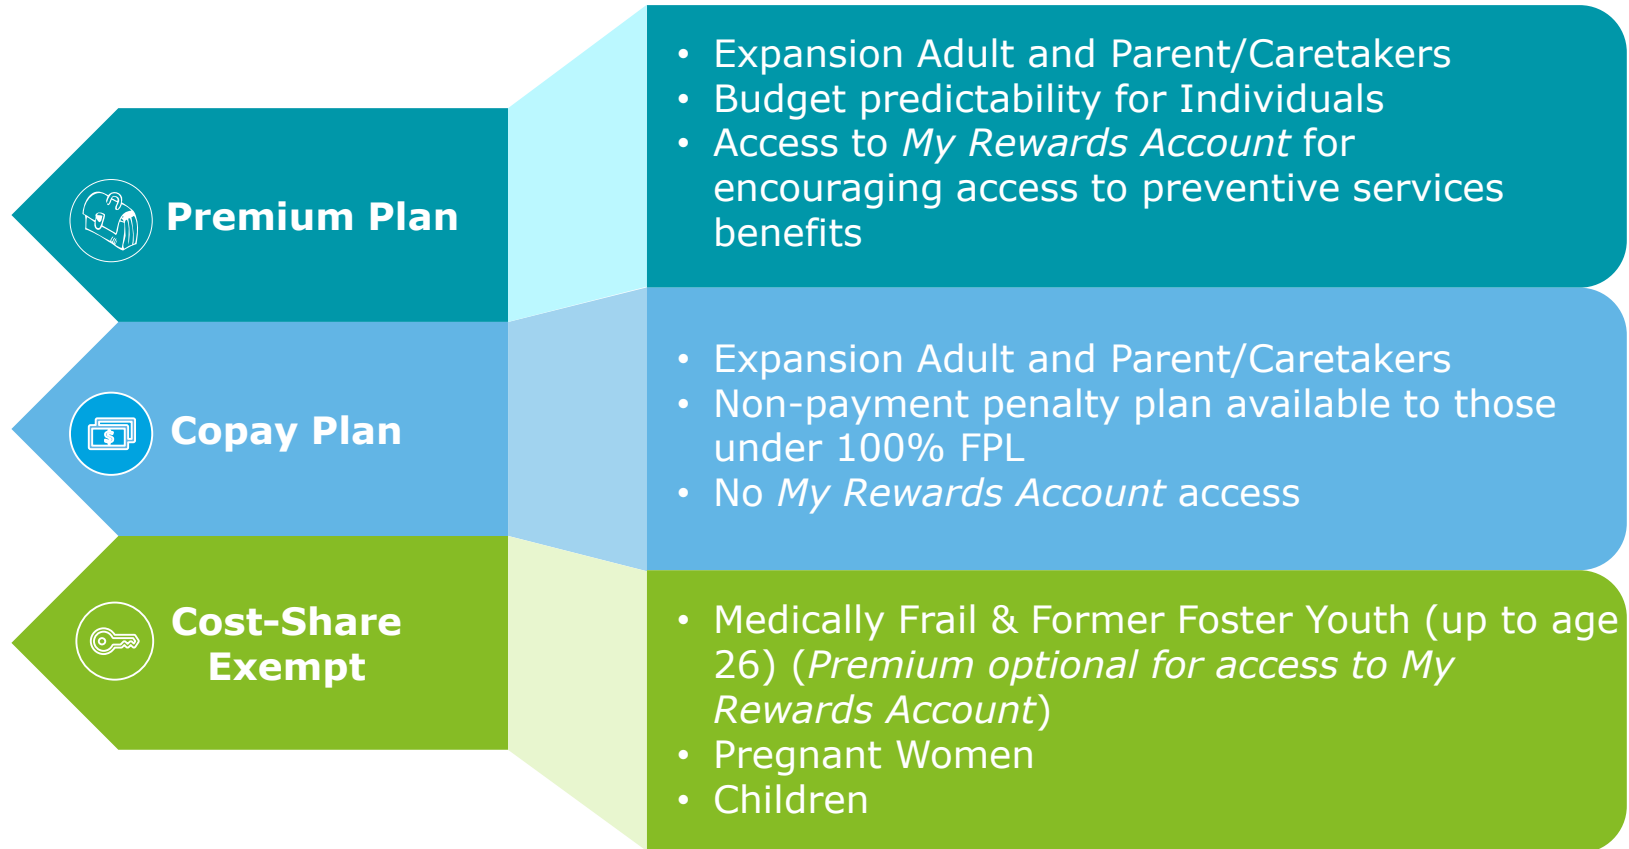 Premium Plan
• Expansion Adult and Parent/Caretakers
• Budget predictability for Individuals
• Access to My Rewards Account for
encouraging access to preventive services
benefits
Copay Plan
• Expansion Adult and Parent/Caretakers
• Non-payment penalty plan available to those
under 100% FPL
• No My Rewards Account access
Cost-Share
Exempt
• Medically Frail & Former Foster Youth (up to age
26) (Premium optional for access to My
Rewards Account)
• Pregnant Women
• Children